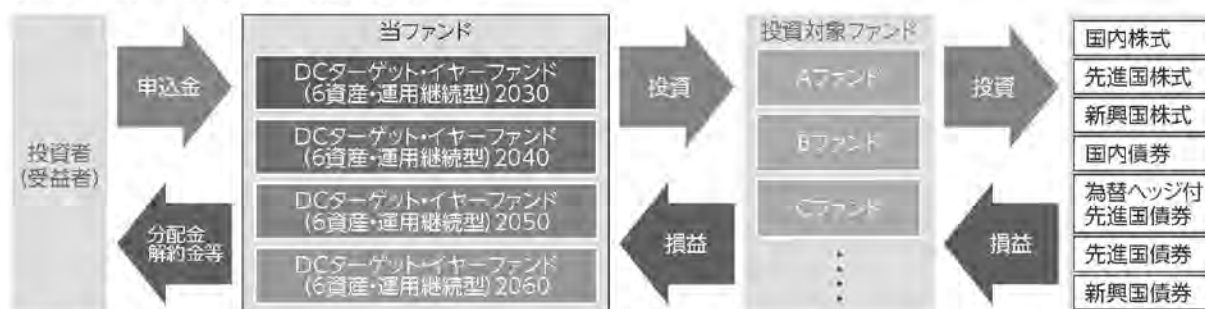 投資者
(受益者)
申込金
分配金
解約金等
当ファンド
DCターゲット・イヤーファンド
(6資産・運用継続型)2030
DCターゲット・イヤーファンド
(6資産・運用継続型)2040
DCターゲット・イヤーファンド
(6資産・運用継続型)2050
DCターゲット・イヤーファンド
(6資産・運用継続型)2060
投資
損益
投資対象ファンド
Aファンド
Bファンド
Cファンド
投資
損益
国内株式
先進国株式
新興国株式
国内債券
為替ヘッジ付
先進国債券
先進国債券
新興国債券